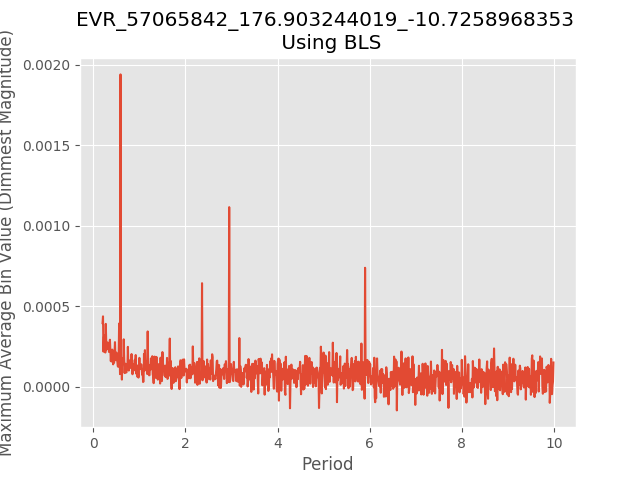 EVR_57065842_176.903244019_-10.7258968353
Using BLS
Maximum Average Bin Value (Dimmest Magnitude)
0.0020
0.0015
0.0010
0.0005
0.0000
0 2 4 6 8 10
Period